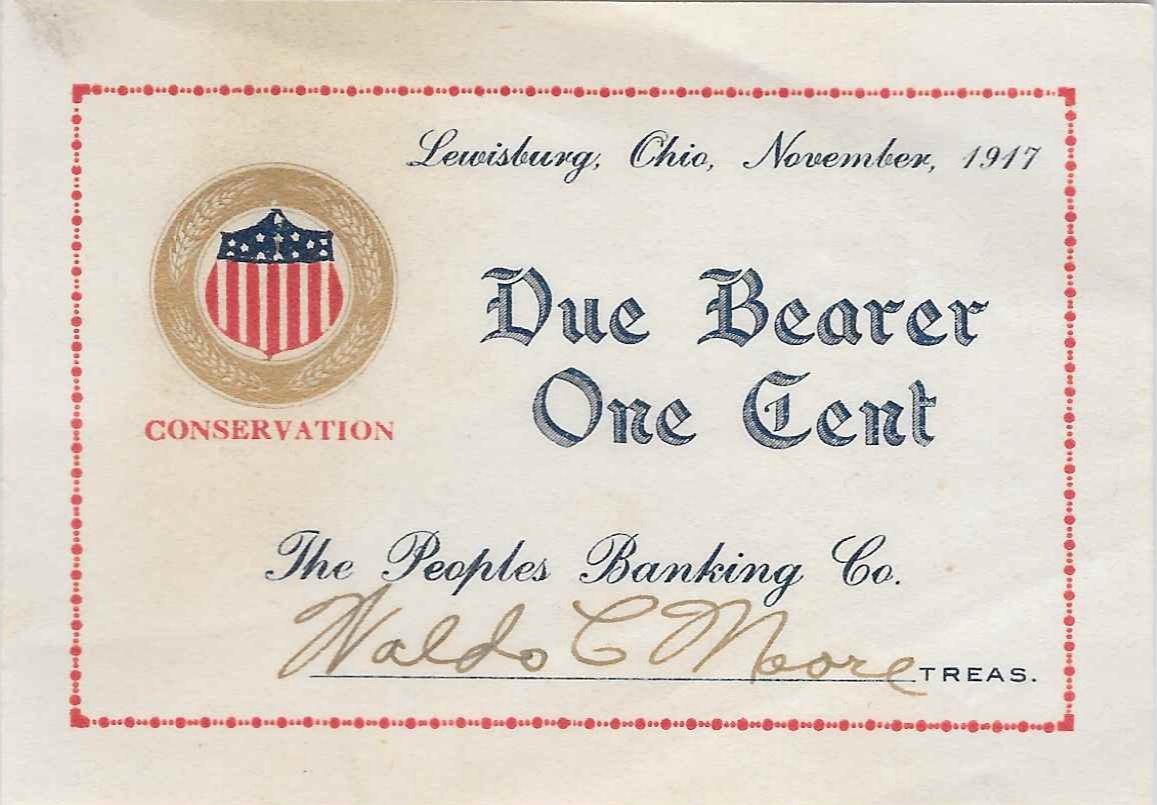 Lewisburg, Ohio, November, 1917
Due Bearer
One Cent
CONSERVATION
The Peoples Banking Co.
Waldo C Moore TREAS.